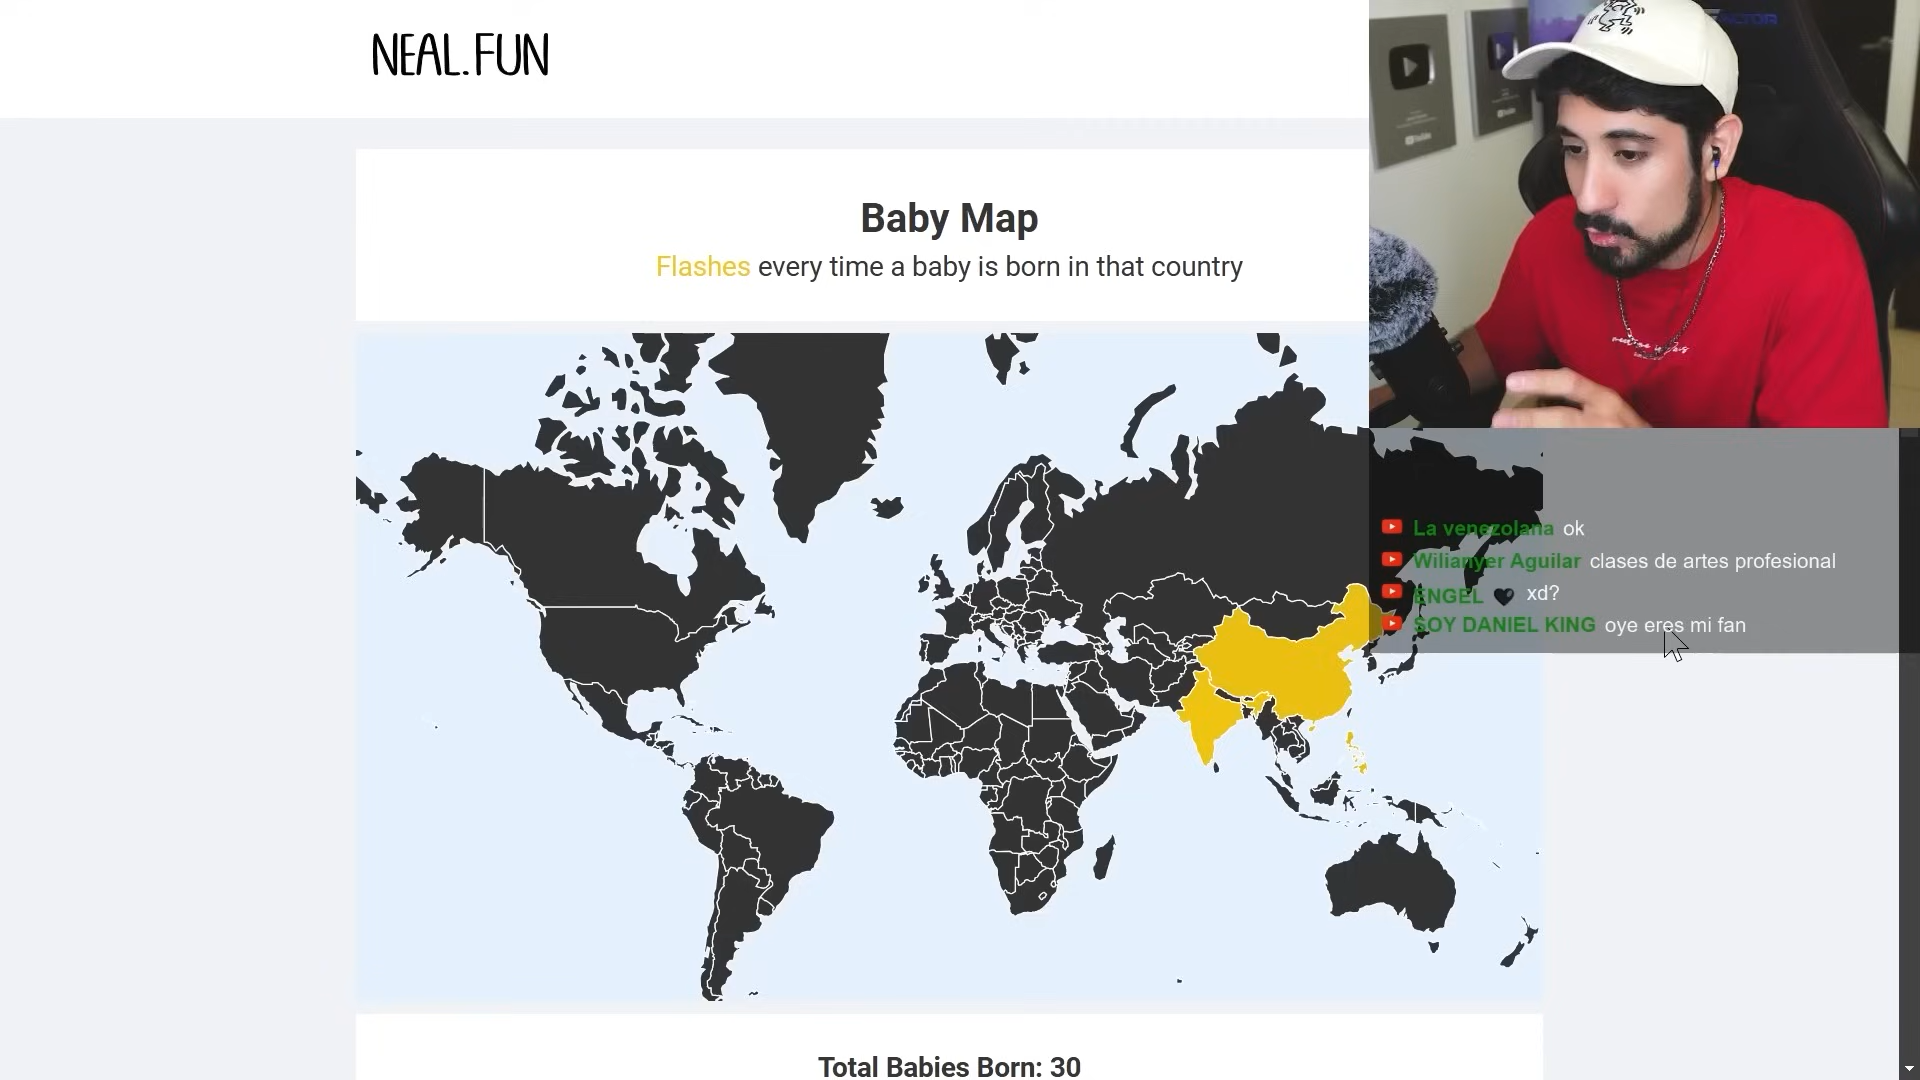 NEAL.FUN
Baby Map
Flashes every time a baby is born in that country
La venezolana ok
Wilianyer Aguilar clases de artes profesional
ENGEL 🖤 xd?
SOY DANIEL KING oye eres mi fan
Total Babies Born: 30